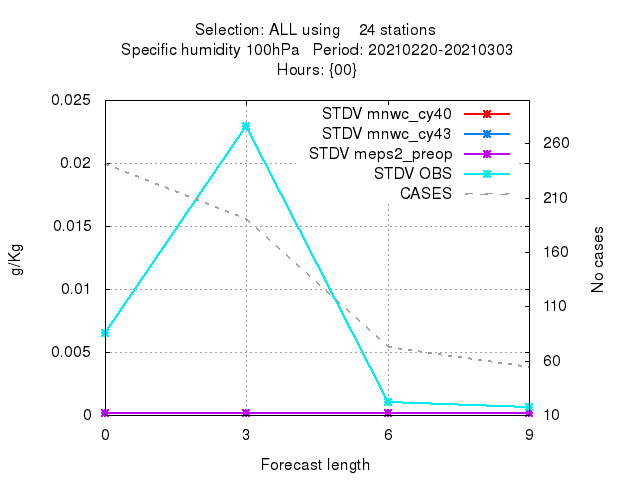 Selection: ALL using    24 stations
Specific humidity 100hPa   Period: 20210220-20210303
Hours: {00}
STDV mnwc_cy40
STDV mnwc_cy43
STDV meps2_preop
STDV OBS
CASES
g/Kg
0.025
0.02
0.015
0.01
0.005
0
260
210
160
110
60
10
No cases
0 3 6 9
Forecast length